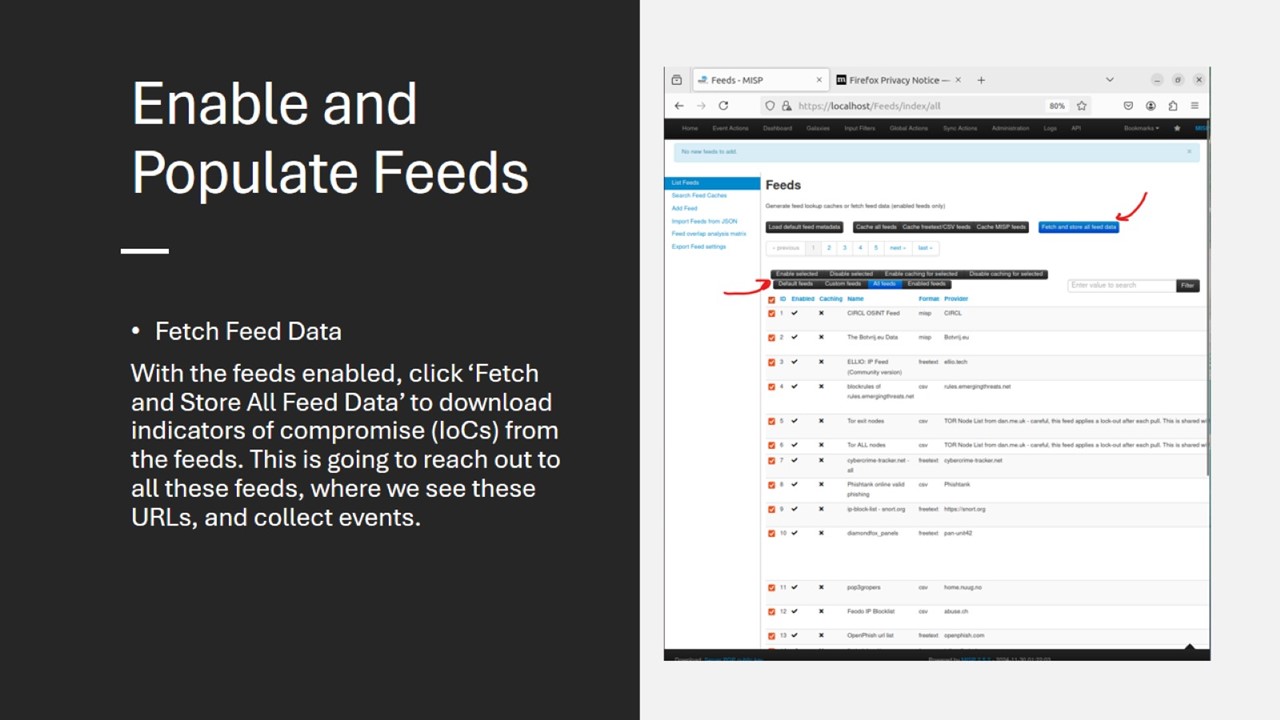 Enable and
Populate Feeds
• Fetch Feed Data
With the feeds enabled, click ‘Fetch
and Store All Feed Data’ to download
indicators of compromise (IoCs) from
the feeds. This is going to reach out to
all these feeds, where we see these
URLs, and collect events.
Feeds - MISP
Firefox Privacy Notice —
https://localhost/Feeds/index/all
80%
Home Event Actions Dashboard Galaxies Input Filters Global Actions Sync Actions Administration Logs API Bookmarks MISP
No new feeds to add.
List Feeds
Search Feed Caches
Add Feed
Import Feeds from JSON
Feed overlap analysis matrix
Export Feed settings
Feeds
Generate feed lookup caches or fetch feed data (enabled feeds only)
Load default feed metadata Cache all feeds Cache freetext/CSV feeds Cache MISP feeds Fetch and store all feed data
« previous 1 2 3 4 5 next » last »
Enable selected Disable selected Enable caching for selected Disable caching for selected
Default feeds Custom feeds All feeds Enabled feeds Enter value to search Filter
ID Enabled Caching Name Format Provider
1 ✔ ✖ CIRCL OSINT Feed misp CIRCL
2 ✔ ✖ The Botvrij.eu Data misp Botvrij.eu
3 ✔ ✖ ELLIO: IP Feed freetext ellio.tech
(Community version)
4 ✔ ✖ blockrules of csv rules.emergingthreats.net
rules.emergingthreats.net
5 ✔ ✖ Tor exit nodes csv TOR Node List from dan.me.uk - careful, this feed applies a lock-out after each pull. This is shared wi
6 ✔ ✖ Tor ALL nodes csv TOR Node List from dan.me.uk - careful, this feed applies a lock-out after each pull. This is shared wi
7 ✔ ✖ cybercrime-tracker.net - freetext cybercrime-tracker.net
all
8 ✔ ✖ Phishtank online valid csv Phishtank
phishing
9 ✔ ✖ ip-block-list - snort.org freetext https://snort.org
10 ✔ ✖ diamondfox_panels freetext pan-unit42
11 ✔ ✖ pop3gropers csv home.nuug.no
12 ✔ ✖ Feodo IP Blocklist csv abuse.ch
13 ✔ ✖ OpenPhish url list freetext openphish.com